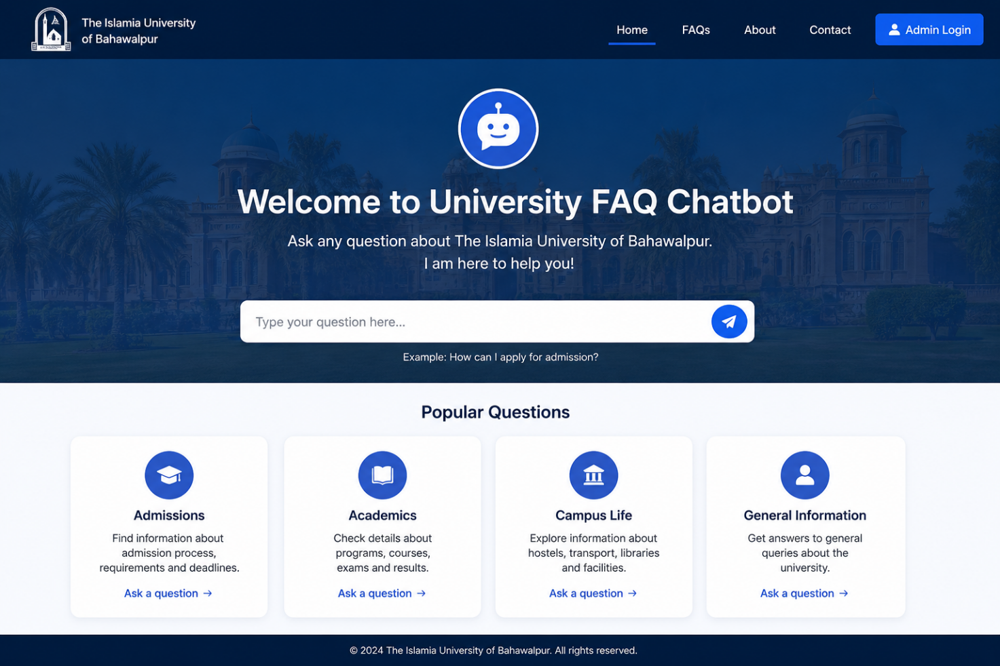 The Islamia University
of Bahawalpur
Home
FAQs
About
Contact
Admin Login
Welcome to University FAQ Chatbot
Ask any question about The Islamia University of Bahawalpur.
I am here to help you!
Type your question here...
Example: How can I apply for admission?
Popular Questions
Admissions
Find information about
admission process,
requirements and deadlines.
Ask a question →
Academics
Check details about
programs, courses,
exams and results.
Ask a question →
Campus Life
Explore information about
hostels, transport, libraries
and facilities.
Ask a question →
General Information
Get answers to general
queries about the
university.
Ask a question →
© 2024 The Islamia University of Bahawalpur. All rights reserved.